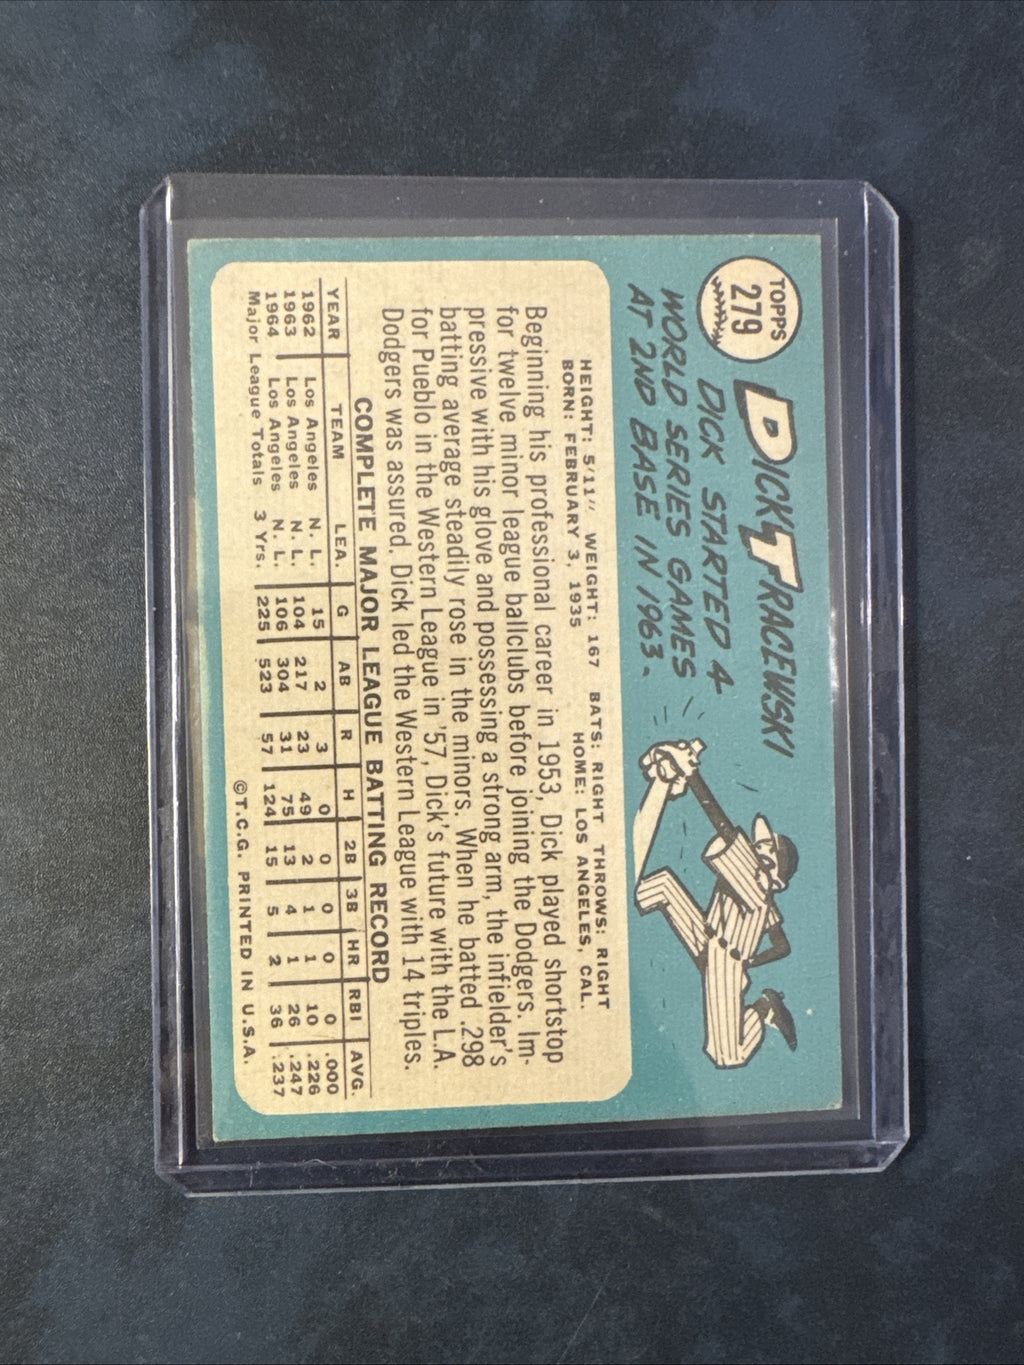 TOPPS
279
DICK TRACEWSKI
DICK STARTED 4
WORLD SERIES GAMES
AT 2ND BASE IN 1963.
HEIGHT: 5'11" WEIGHT: 167 BATS: RIGHT THROWS: RIGHT
BORN: FEBRUARY 3, 1935 HOME: LOS ANGELES, CAL.
Beginning his professional career in 1953, Dick played shortstop
for twelve minor league ballclubs before joining the Dodgers. Im-
pressive with his glove and possessing a strong arm, the infielder's
batting average steadily rose in the minors. When he batted .298
for Pueblo in the Western League in '57, Dick's future with the L.A.
Dodgers was assured. Dick led the Western League with 14 triples.
COMPLETE MAJOR LEAGUE BATTING RECORD
YEAR TEAM LEA. G AB R H 2B 3B HR RBI AVG.
1962 Los Angeles N. L. 15 2 3 0 0 0 0 0 .000
1963 Los Angeles N. L. 104 217 23 49 2 1 1 10 .226
1964 Los Angeles N. L. 106 304 31 75 13 4 1 26 .247
Major League Totals 3 Yrs. 225 523 57 124 15 5 2 36 .237
©T.C.G. PRINTED IN U.S.A.